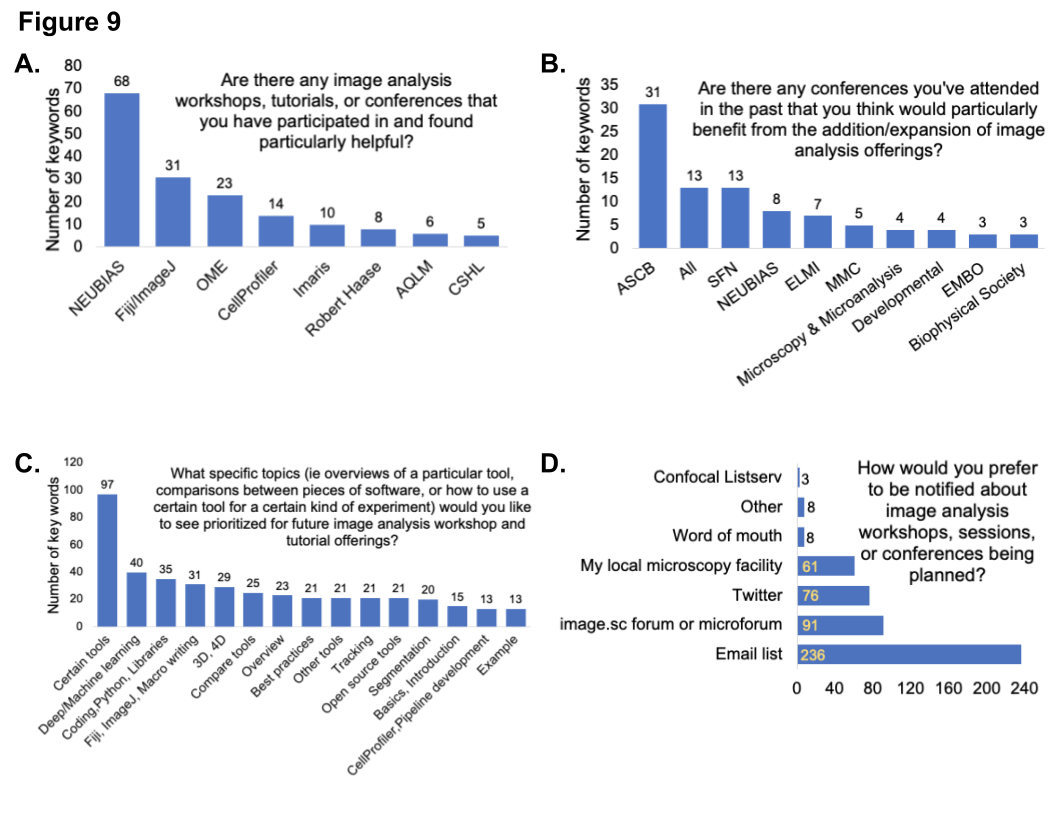 Figure 9
A.
Are there any image analysis
workshops, tutorials, or conferences that
you have participated in and found
particularly helpful?
Number of keywords
80
70
60
50
40
30
20
10
0
68
31
23
14
10
8
6
5
NEUBIAS
Fiji/ImageJ
OME
CellProfiler
Imaris
Robert Haase
AQLM
CSHL
B.
Are there any conferences you've attended
in the past that you think would particularly
benefit from the addition/expansion of image
analysis offerings?
Number of keywords
35
30
25
20
15
10
5
0
31
13
13
8
7
5
4
4
3
3
ASCB
All
SFN
NEUBIAS
ELMI
MMC
Microscopy & Microanalysis
Developmental
EMBO
Biophysical Society
C.
What specific topics (ie overviews of a particular tool,
comparisons between pieces of software, or how to use a
certain tool for a certain kind of experiment) would you like
to see prioritized for future image analysis workshop and
tutorial offerings?
Number of key words
120
100
80
60
40
20
0
97
40
35
31
29
25
23
21
21
21
21
20
15
13
13
Certain tools
Deep/Machine learning
Coding,Python, Libraries
Fiji, ImageJ, Macro writing
3D, 4D
Compare tools
Overview
Best practices
Other tools
Tracking
Open source tools
Segmentation
Basics, Introduction
CellProfiler,Pipeline development
Example
D.
How would you prefer
to be notified about
image analysis
workshops, sessions,
or conferences being
planned?
Confocal Listserv 3
Other 8
Word of mouth 8
My local microscopy facility 61
Twitter 76
image.sc forum or microforum 91
Email list 236
0 40 80 120 160 200 240